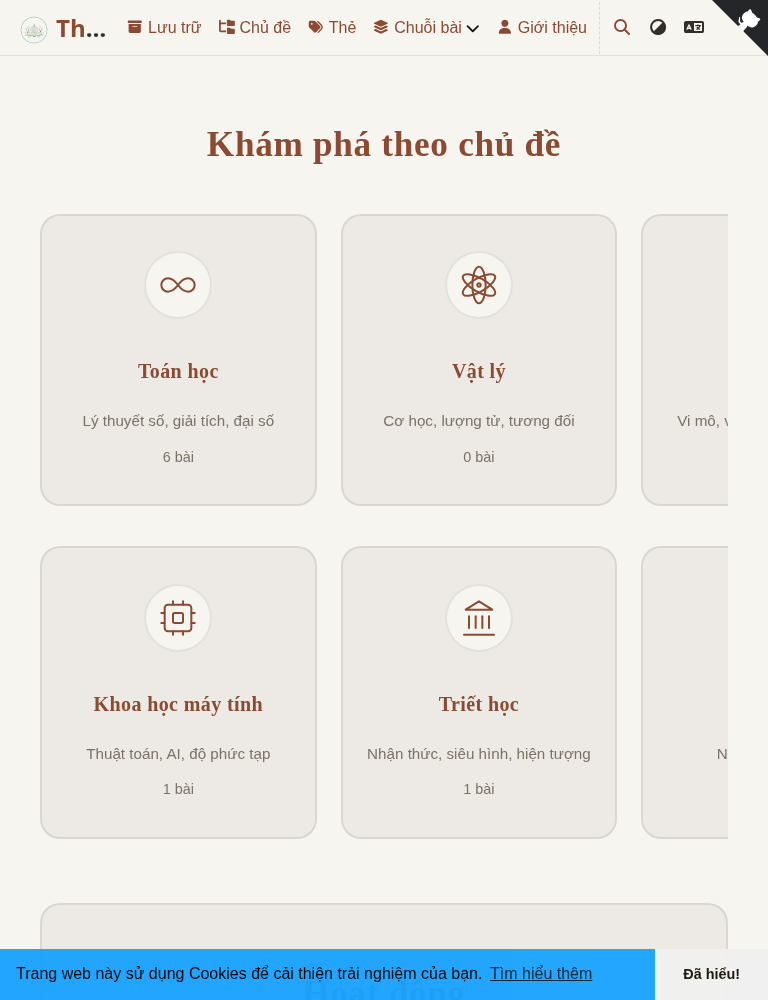 Th... Lưu trữ Chủ đề Thẻ Chuỗi bài Giới thiệu
Khám phá theo chủ đề
Toán học
Lý thuyết số, giải tích, đại số
6 bài
Vật lý
Cơ học, lượng tử, tương đối
0 bài
Vi mô, v
Khoa học máy tính
Thuật toán, AI, độ phức tạp
1 bài
Triết học
Nhận thức, siêu hình, hiện tượng
1 bài
N
Hoạt động
Trang web này sử dụng Cookies để cải thiện trải nghiệm của bạn. Tìm hiểu thêm
Đã hiểu!